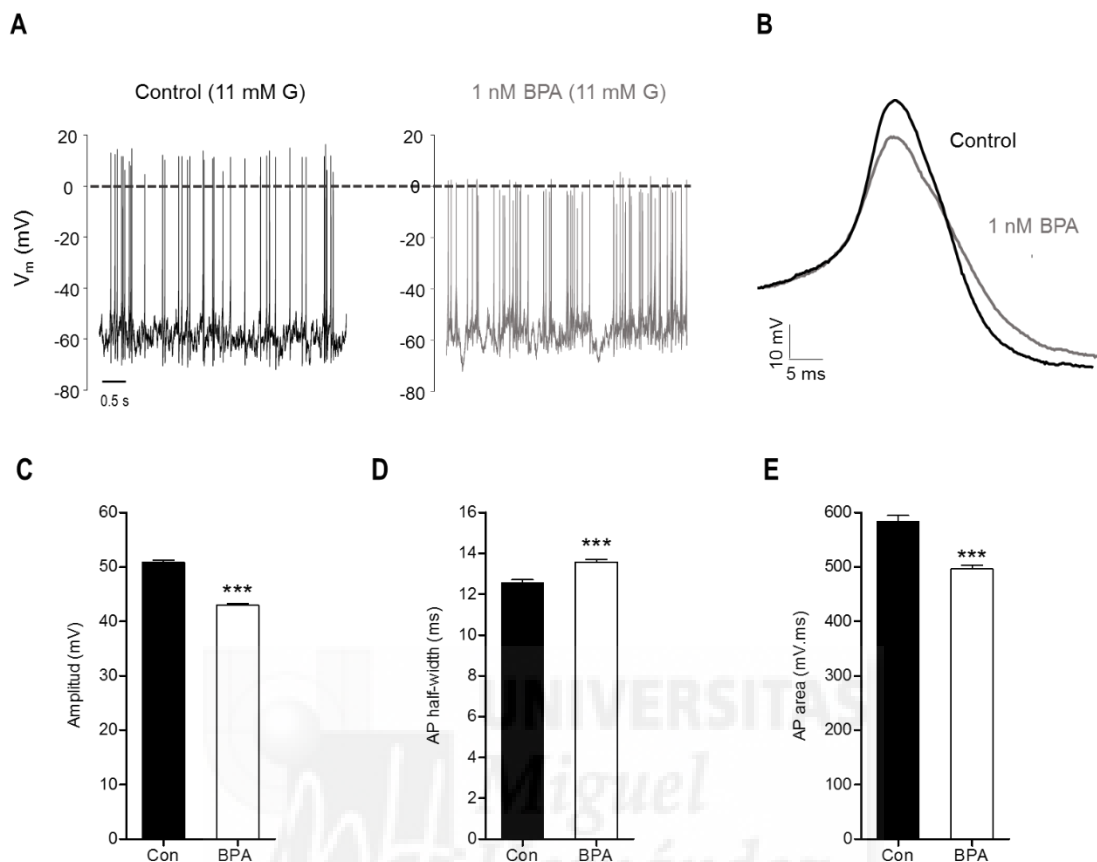 A
B
Control (11 mM G)
1 nM BPA (11 mM G)
20
0
-20
-40
-60
-80
Vm (mV)
0.5 s
20
0
-20
-40
-60
-80
Control
1 nM BPA
10 mV
5 ms
C
D
E
60
50
40
30
20
10
0
Amplitud (mV)
***
Con
BPA
16
14
12
10
8
6
4
2
0
AP half-width (ms)
***
Con
BPA
600
500
400
300
200
100
0
AP area (mV.ms)
***
Con
BPA
UNIVERSITAS
Miguel